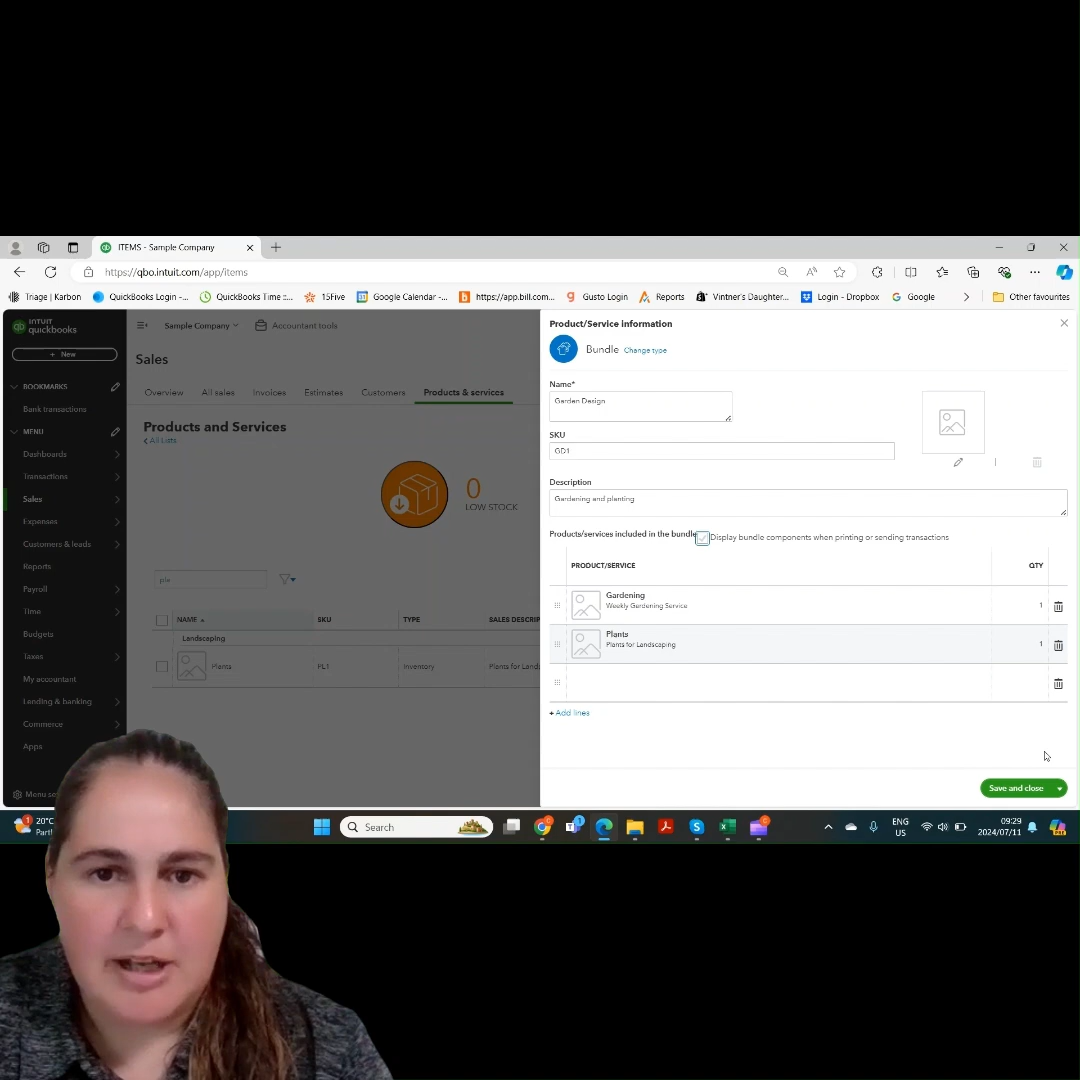 ITEMS - Sample Company
https://qbo.intuit.com/app/items
Triage | Karbon
QuickBooks Login -...
QuickBooks Time ::...
15Five
Google Calendar -...
https://app.bill.com...
Gusto Login
Reports
Vintner's Daughter...
Login - Dropbox
Google
Other favourites
INTUIT
quickbooks
+ New
BOOKMARKS
Bank transactions
MENU
Dashboards
Transactions
Sales
Expenses
Customers & leads
Reports
Payroll
Time
Budgets
Taxes
My accountant
Lending & banking
Commerce
Apps
Sample Company
Accountant tools
Sales
Overview
All sales
Invoices
Estimates
Customers
Products & services
Products and Services
All Lists
0
LOW STOCK
pla
NAME
SKU
TYPE
Landscaping
Plants
PL1
Inventory
Product/Service information
Bundle Change type
Name*
Garden Design
SKU
GD1
Description
Gardening and planting
Products/services included in the bundle
Display bundle components when printing or sending transactions
PRODUCT/SERVICE
QTY
Gardening
Weekly Gardening Service
1
Plants
Plants for Landscaping
1
+ Add lines
Save and close
20°C
Search
ENG
US
09:29
2024/07/11